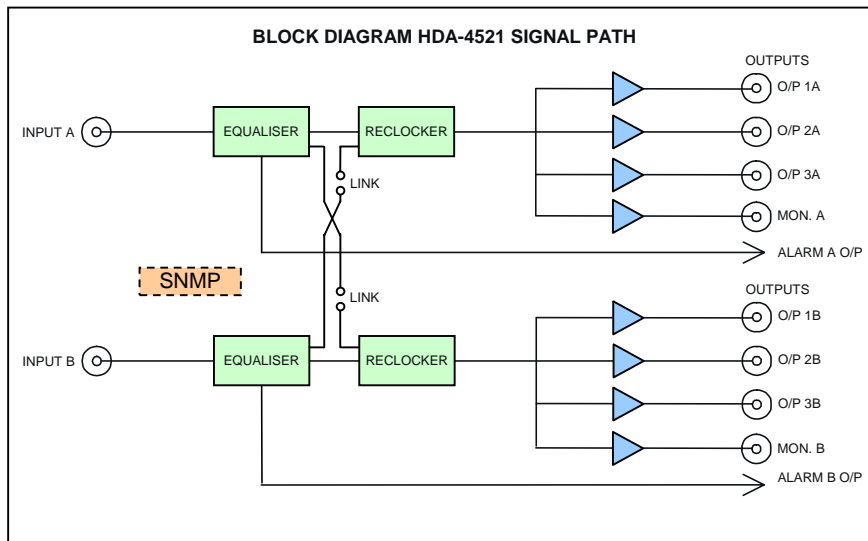 BLOCK DIAGRAM HDA-4521 SIGNAL PATH
OUTPUTS
O/P 1A
INPUT A
EQUALISER
RECLOCKER
O/P 2A
O/P 3A
LINK
MON. A
ALARM A O/P
SNMP
OUTPUTS
LINK
O/P 1B
INPUT B
EQUALISER
RECLOCKER
O/P 2B
O/P 3B
MON. B
ALARM B O/P